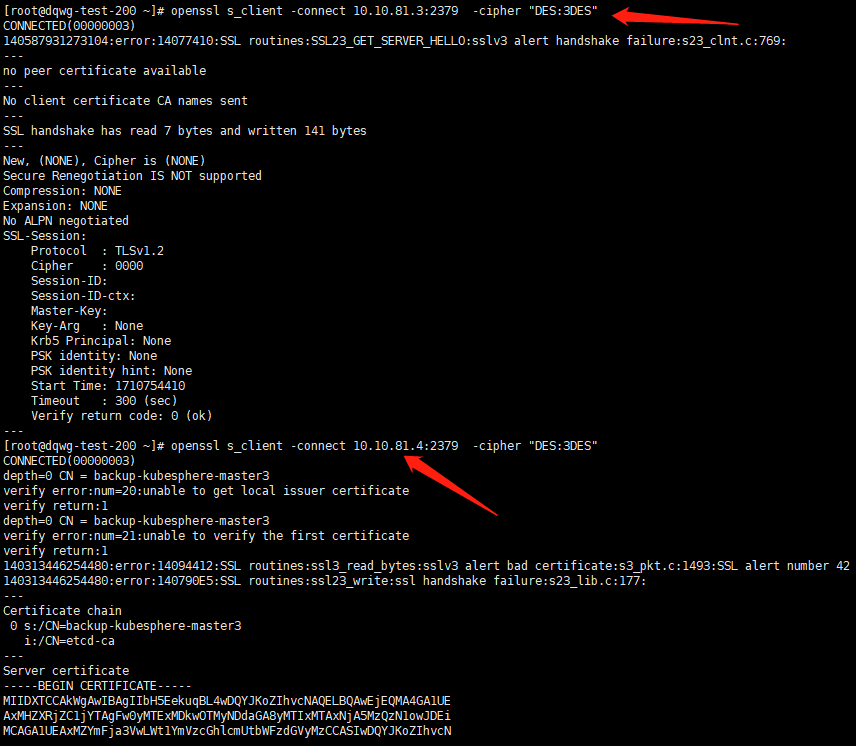 [root@dqwg-test-200 ~]# openssl s_client -connect 10.10.81.3:2379  -cipher "DES:3DES"
CONNECTED(00000003)
140587931273104:error:14077410:SSL routines:SSL23_GET_SERVER_HELLO:sslv3 alert handshake failure:s23_clnt.c:769:
---
no peer certificate available
---
No client certificate CA names sent
---
SSL handshake has read 7 bytes and written 141 bytes
---
New, (NONE), Cipher is (NONE)
Secure Renegotiation IS NOT supported
Compression: NONE
Expansion: NONE
No ALPN negotiated
SSL-Session:
    Protocol  : TLSv1.2
    Cipher    : 0000
    Session-ID:
    Session-ID-ctx:
    Master-Key:
    Key-Arg   : None
    Krb5 Principal: None
    PSK identity: None
    PSK identity hint: None
    Start Time: 1710754410
    Timeout   : 300 (sec)
    Verify return code: 0 (ok)
---
[root@dqwg-test-200 ~]# openssl s_client -connect 10.10.81.4:2379  -cipher "DES:3DES"
CONNECTED(00000003)
depth=0 CN = backup-kubesphere-master3
verify error:num=20:unable to get local issuer certificate
verify return:1
depth=0 CN = backup-kubesphere-master3
verify error:num=21:unable to verify the first certificate
verify return:1
140313446254480:error:14094412:SSL routines:ssl3_read_bytes:sslv3 alert bad certificate:s3_pkt.c:1493:SSL alert number 42
140313446254480:error:140790E5:SSL routines:ssl23_write:ssl handshake failure:s23_lib.c:177:
---
Certificate chain
 0 s:/CN=backup-kubesphere-master3
   i:/CN=etcd-ca
---
Server certificate
-----BEGIN CERTIFICATE-----
MIIDXTCCAkWgAwIBAgIIbH5EekuqBL4wDQYJKoZIhvcNAQELBQAwEjEQMA4GA1UE
AxMHZXRjZC1jYTAgFw0yMTExMDkwOTMyNDdaGA8yMTIxMTAxNjA5MzQzN1owJDEi
MCAGA1UEAxMZYmFja3VwLWt1YmVzcGhlcmUtbWFzdGVyMzCCASIwDQYJKoZIhvcN